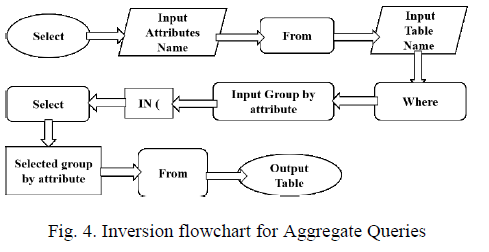 Select
Input
Attributes
Name
From
Input
Table
Name
Where
Input Group by
attribute
IN (
Select
Selected group
by attribute
From
Output
Table
Fig. 4. Inversion flowchart for Aggregate Queries